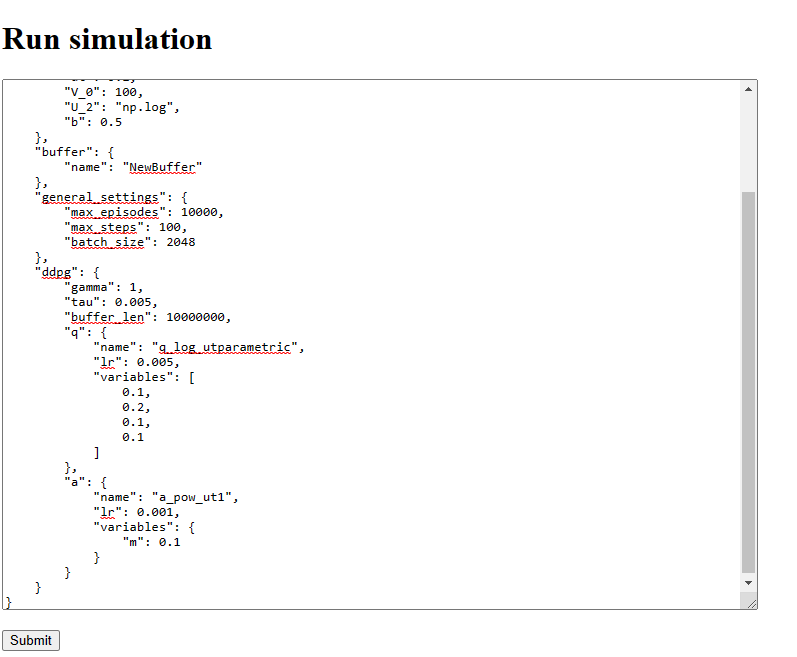 Run simulation
"V_0": 100,
"U_2": "np.log",
"b": 0.5
},
"buffer": {
"name": "NewBuffer"
},
"general_settings": {
"max_episodes": 10000,
"max_steps": 100,
"batch_size": 2048
},
"ddpg": {
"gamma": 1,
"tau": 0.005,
"buffer_len": 10000000,
"q": {
"name": "q_log_utparametric",
"lr": 0.005,
"variables": [
0.1,
0.2,
0.1,
0.1
]
},
"a": {
"name": "a_pow_ut1",
"lr": 0.001,
"variables": {
"m": 0.1
}
}
}
}
Submit